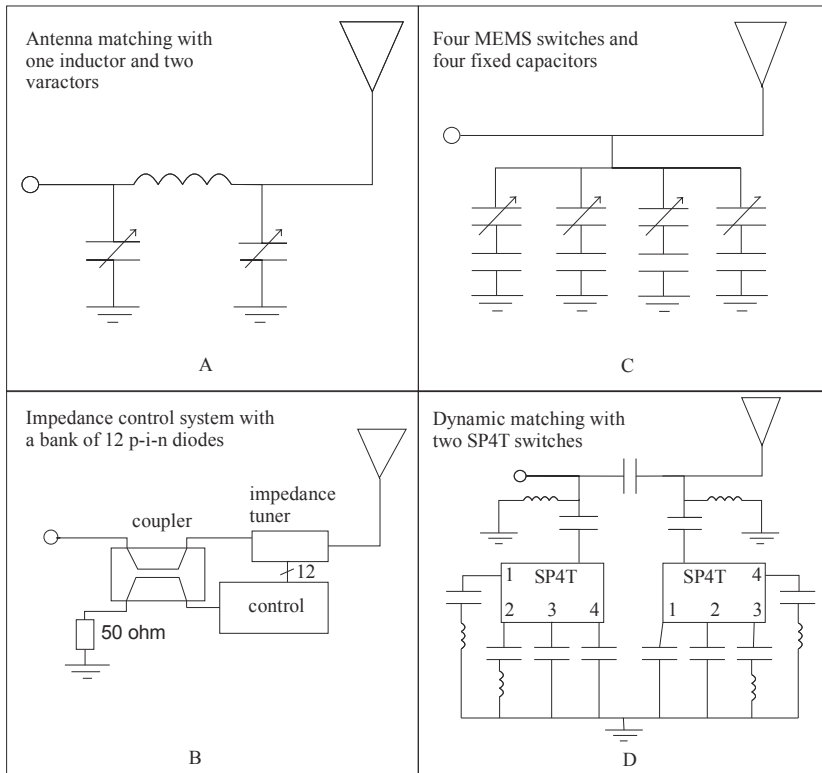 Antenna matching with
one inductor and two
varactors
A
Four MEMS switches and
four fixed capacitors
C
Impedance control system with
a bank of 12 p-i-n diodes
impedance
tuner
coupler
12
control
50 ohm
B
Dynamic matching with
two SP4T switches
1 SP4T
2 3 4
SP4T 4
1 2 3
D